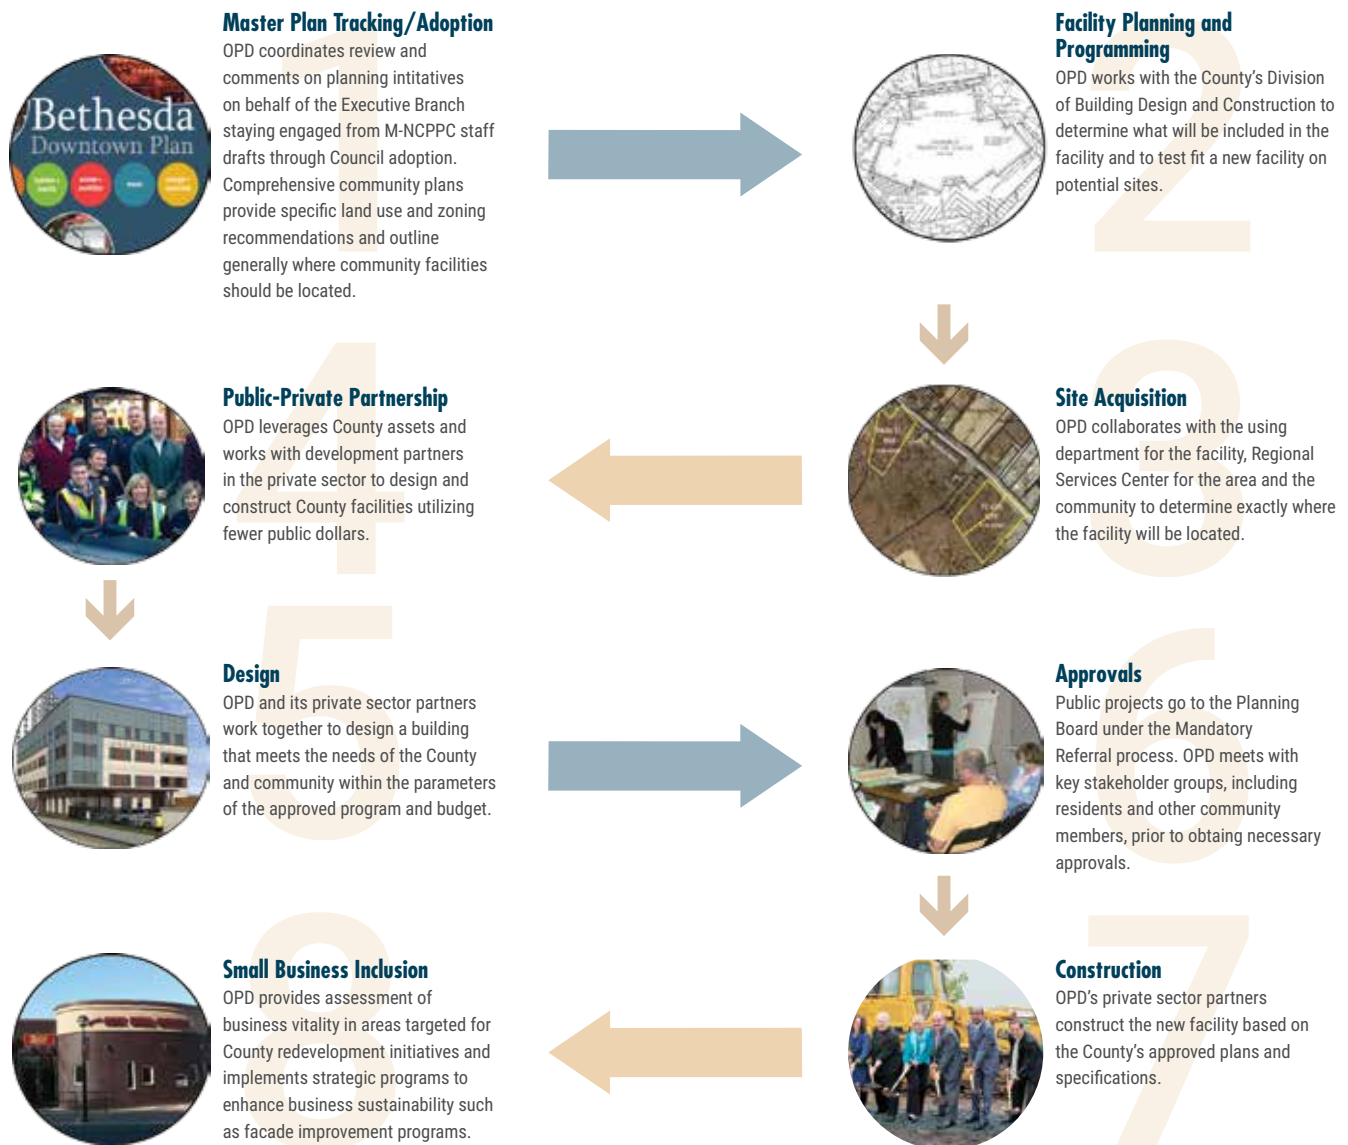 1
Master Plan Tracking/Adoption
OPD coordinates review and
comments on planning intitatives
on behalf of the Executive Branch
staying engaged from M-NCPPC staff
drafts through Council adoption.
Comprehensive community plans
provide specific land use and zoning
recommendations and outline
generally where community facilities
should be located.
Bethesda
Downtown Plan
2
Facility Planning and
Programming
OPD works with the County's Division
of Building Design and Construction to
determine what will be included in the
facility and to test fit a new facility on
potential sites.
3
Site Acquisition
OPD collaborates with the using
department for the facility, Regional
Services Center for the area and the
community to determine exactly where
the facility will be located.
4
Public-Private Partnership
OPD leverages County assets and
works with development partners
in the private sector to design and
construct County facilities utilizing
fewer public dollars.
5
Design
OPD and its private sector partners
work together to design a building
that meets the needs of the County
and community within the parameters
of the approved program and budget.
6
Approvals
Public projects go to the Planning
Board under the Mandatory
Referral process. OPD meets with
key stakeholder groups, including
residents and other community
members, prior to obtaing necessary
approvals.
7
Construction
OPD's private sector partners
construct the new facility based on
the County's approved plans and
specifications.
8
Small Business Inclusion
OPD provides assessment of
business vitality in areas targeted for
County redevelopment initiatives and
implements strategic programs to
enhance business sustainability such
as facade improvement programs.